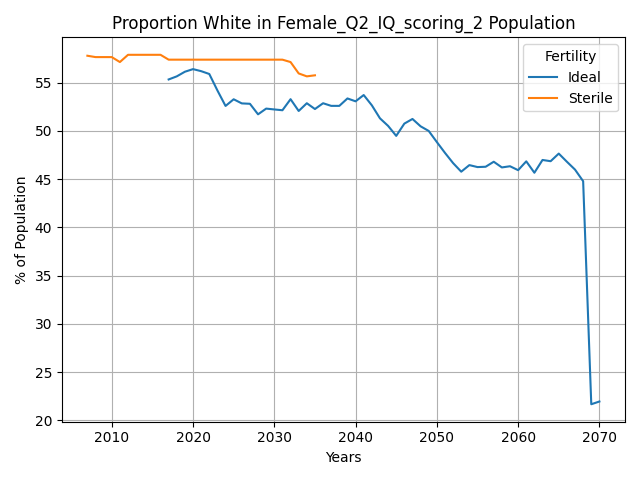 Proportion White in Female_Q2_IQ_scoring_2 Population
Fertility
Ideal
Sterile
% of Population
55
50
45
40
35
30
25
20
2010
2020
2030
2040
2050
2060
2070
Years